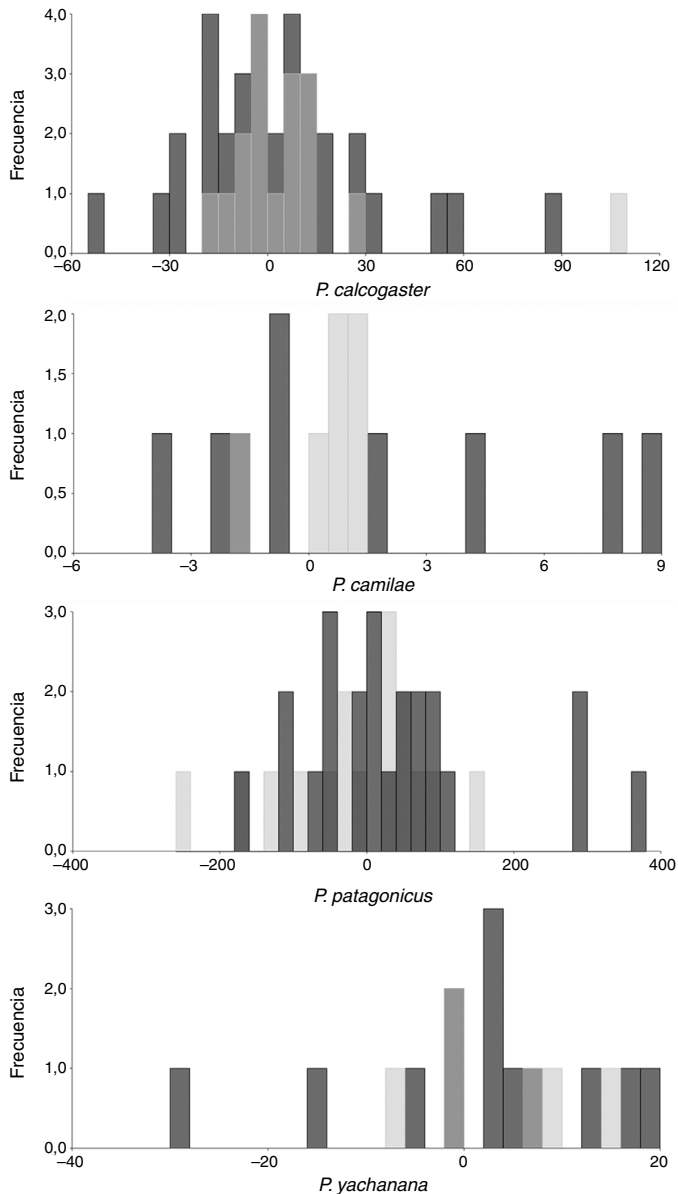 4,0
3,0
2,0
1,0
0,0
Frecuencia
–60 –30 0 30 60 90 120
P. calcogaster
2,0
1,5
1,0
0,5
0,0
Frecuencia
–6 –3 0 3 6 9
P. camilae
3,0
2,0
1,0
0,0
Frecuencia
–400 –200 0 200 400
P. patagonicus
3,0
2,0
1,0
0,0
Frecuencia
–40 –20 0 20
P. yachanana